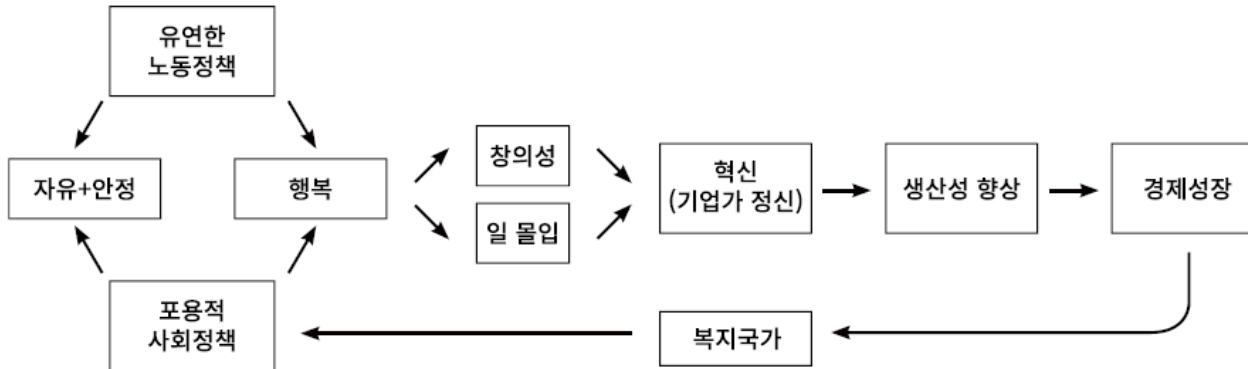 유연한
노동정책
자유+안정
행복
창의성
일 몰입
혁신
(기업가 정신)
생산성 향상
경제성장
포용적
사회정책
복지국가